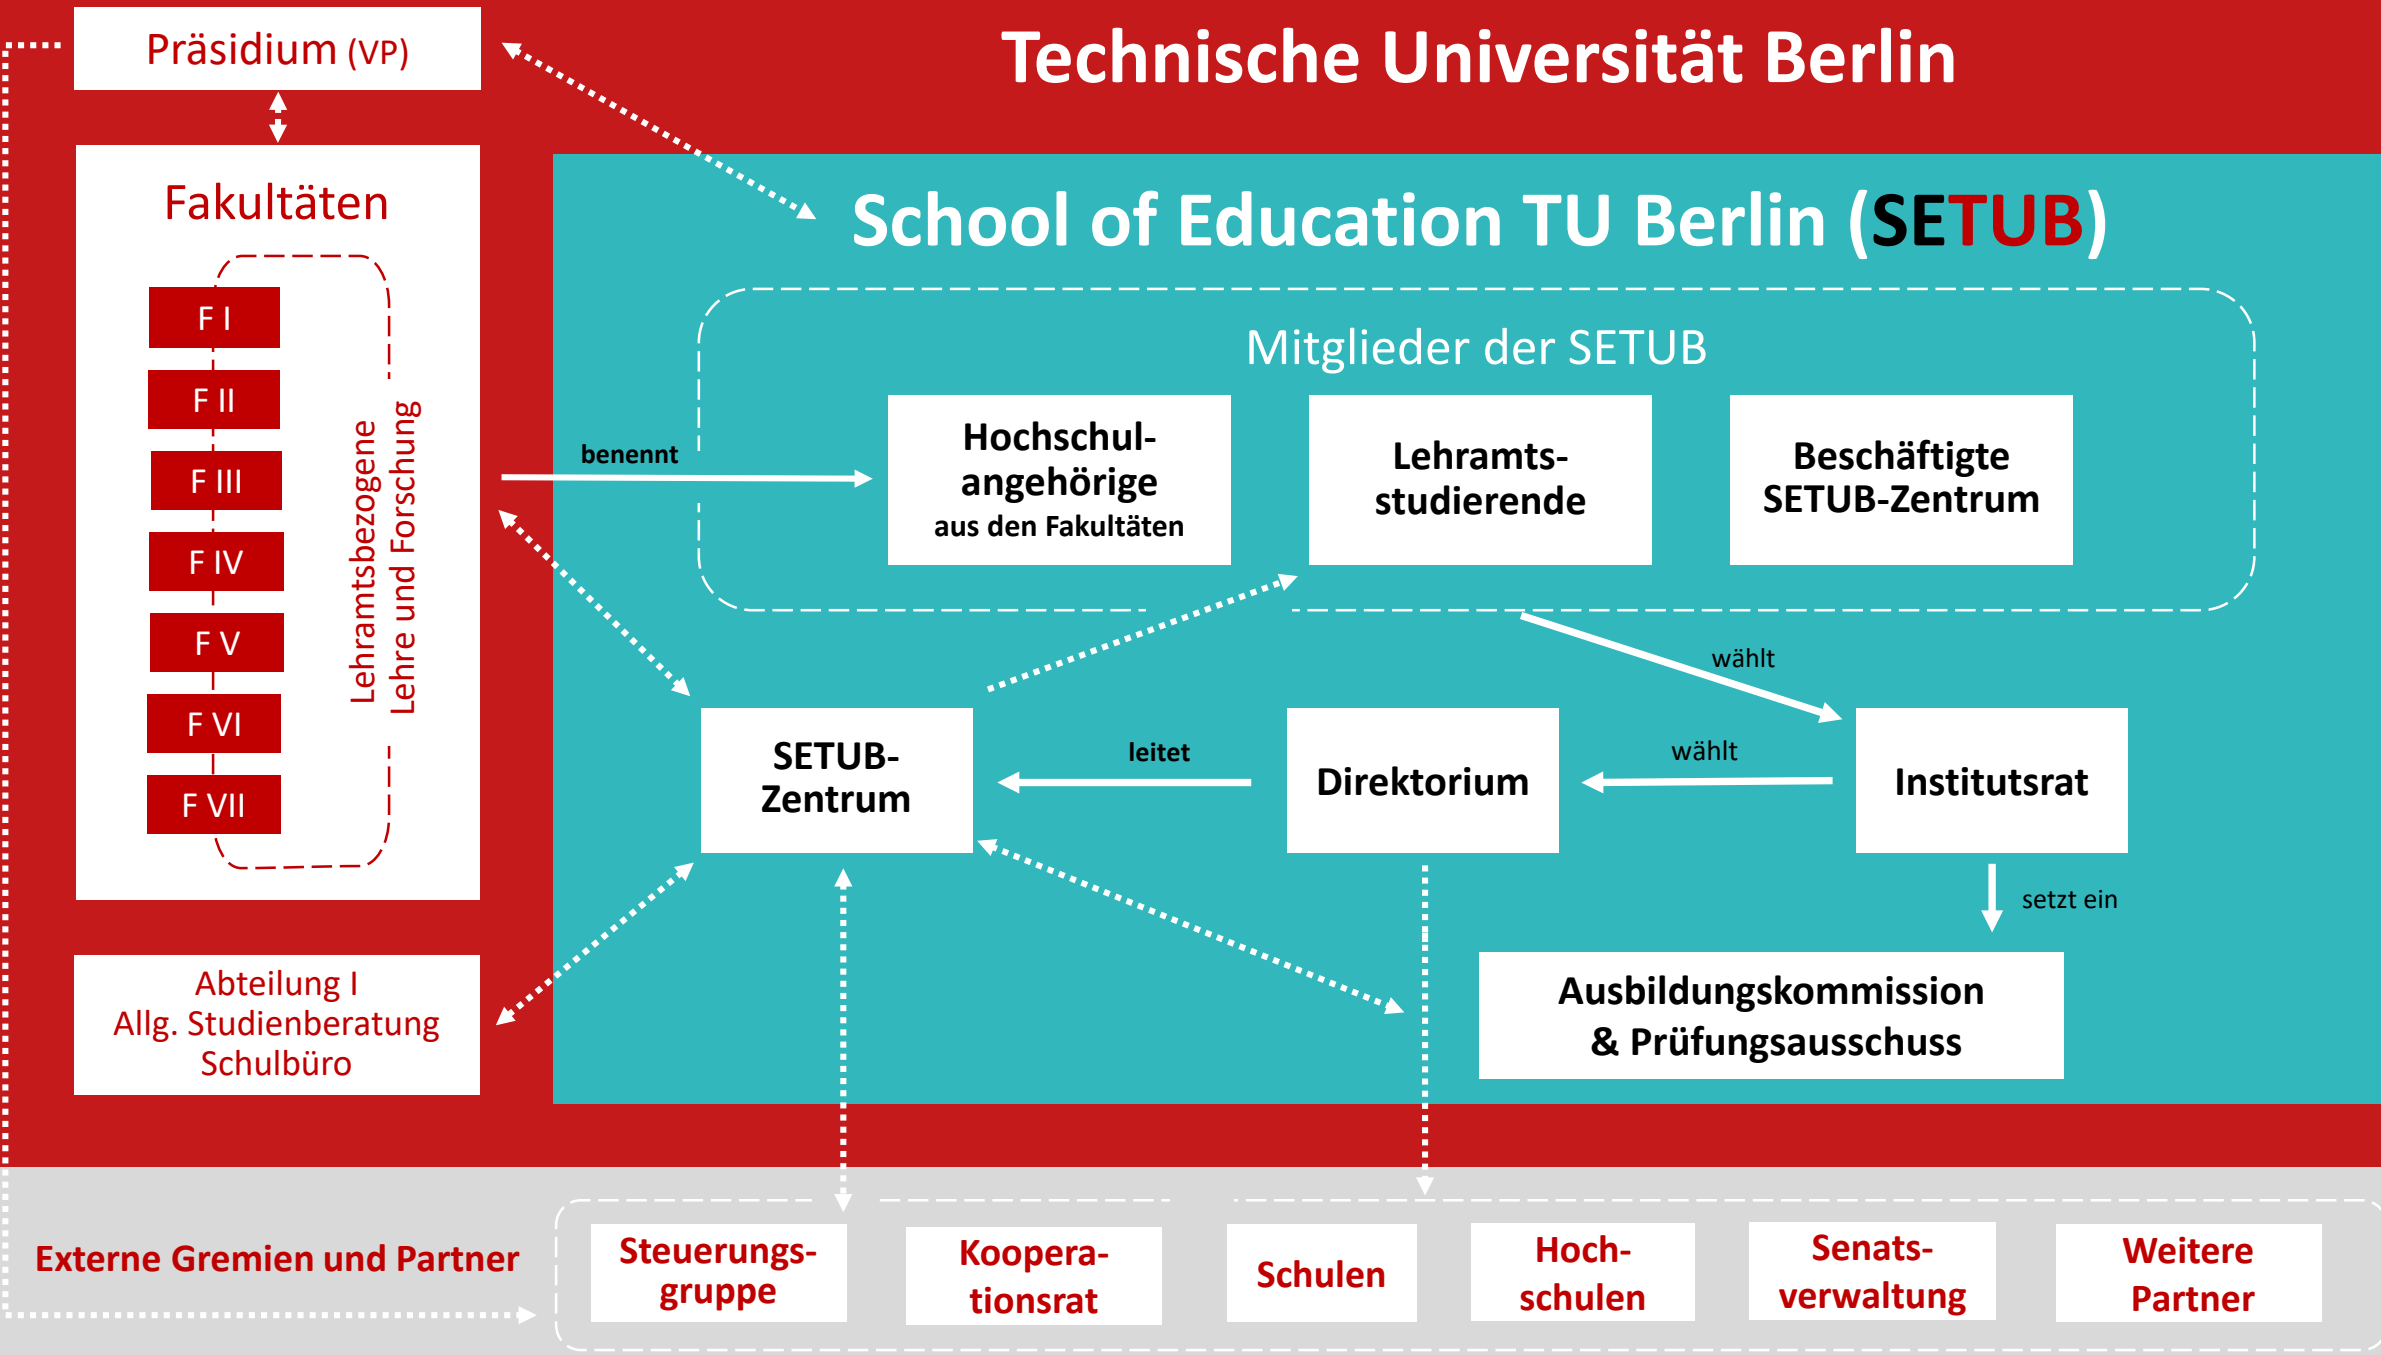 Präsidium (VP)
Technische Universität Berlin
Fakultäten
F I
F II
F III
F IV
F V
F VI
F VII
Lehramtsbezogene
Lehre und Forschung
Abteilung I
Allg. Studienberatung
Schulbüro
School of Education TU Berlin (SETUB)
Mitglieder der SETUB
benennt
Hochschul-
angehörige
aus den Fakultäten
Lehramts-
studierende
Beschäftigte
SETUB-Zentrum
wählt
SETUB-
Zentrum
leitet
Direktorium
wählt
Institutsrat
setzt ein
Ausbildungskommission
& Prüfungsausschuss
Externe Gremien und Partner
Steuerungs-
gruppe
Koopera-
tionsrat
Schulen
Hoch-
schulen
Senats-
verwaltung
Weitere
Partner